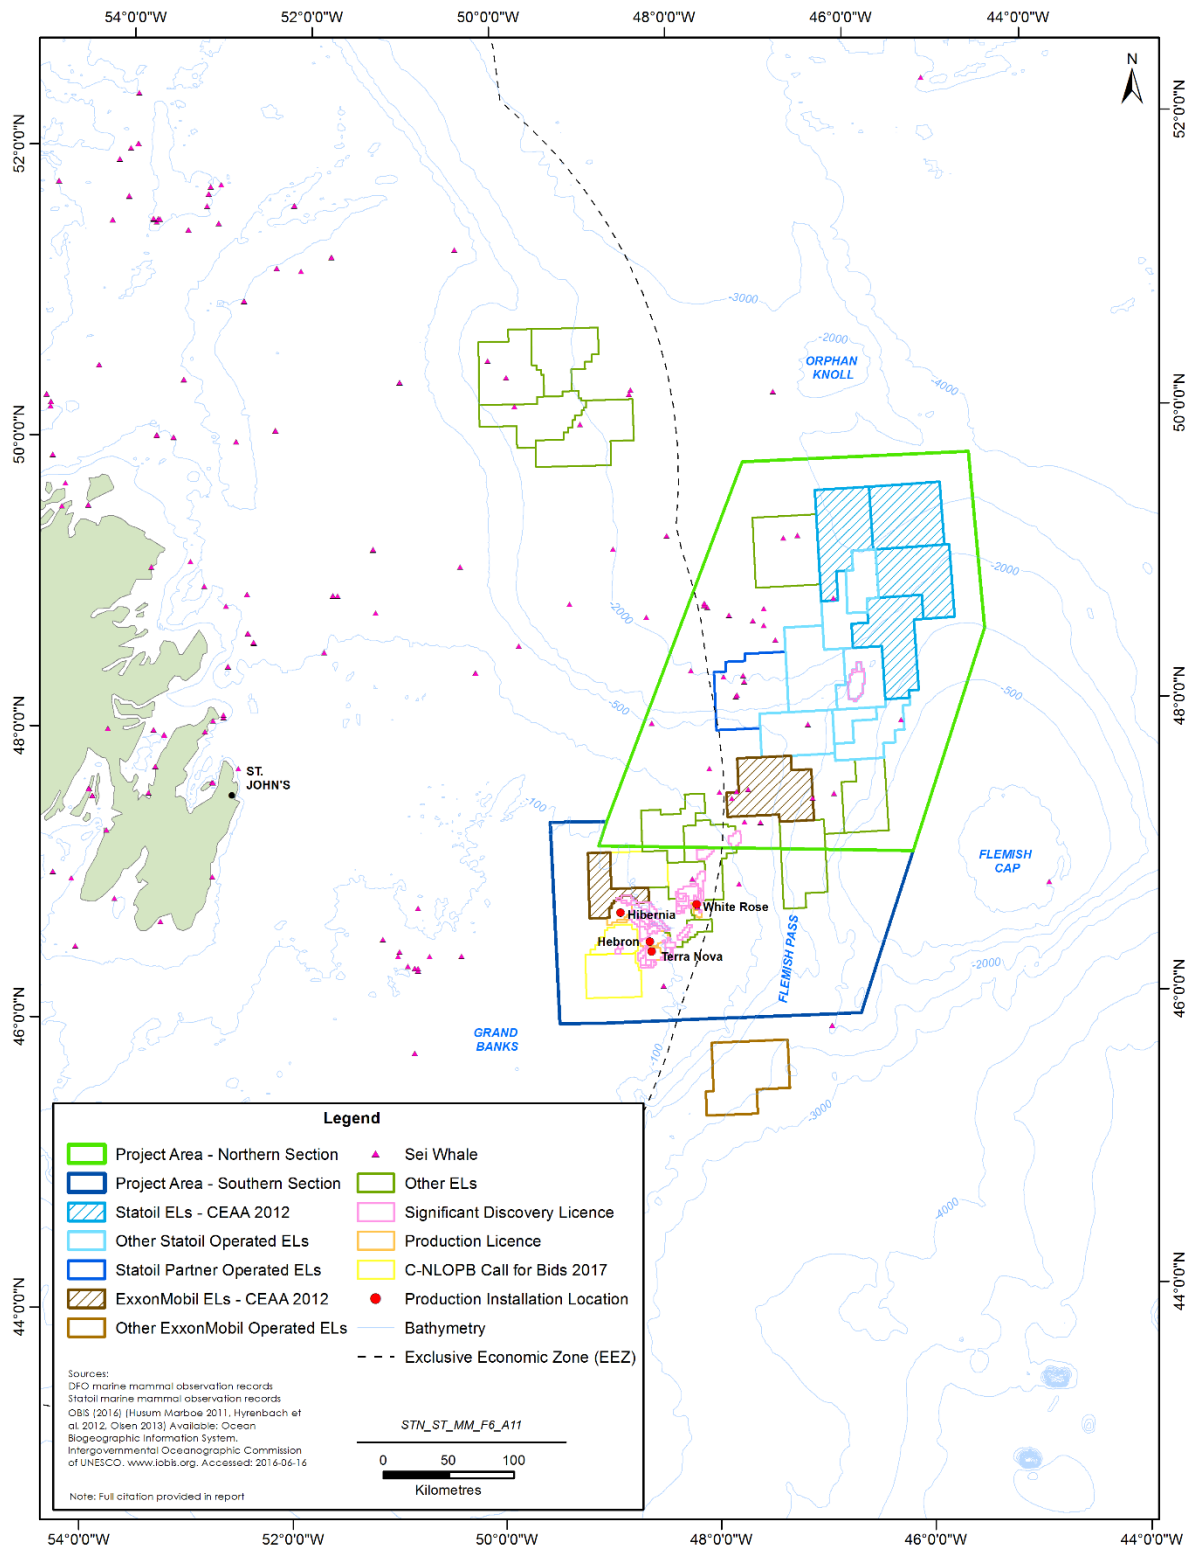 54°0'0"W
52°0'0"W
50°0'0"W
48°0'0"W
46°0'0"W
44°0'0"W
N
52°0'0"N
52°0'0"N
-3000
-2000
ORPHAN
KNOLL
-4000
50°0'0"N
50°0'0"N
-2000
-2000
-500
-500
48°0'0"N
48°0'0"N
ST.
JOHN'S
-100
FLEMISH
CAP
White Rose
Hibernia
Hebron
Terra Nova
FLEMISH PASS
-2000
46°0'0"N
46°0'0"N
GRAND
BANKS
-100
-3000
-4000
44°0'0"N
44°0'0"N
Legend
Project Area - Northern Section
Project Area - Southern Section
Statoil ELs - CEAA 2012
Other Statoil Operated ELs
Statoil Partner Operated ELs
ExxonMobil ELs - CEAA 2012
Other ExxonMobil Operated ELs
Sei Whale
Other ELs
Significant Discovery Licence
Production Licence
C-NLOPB Call for Bids 2017
Production Installation Location
Bathymetry
Exclusive Economic Zone (EEZ)
Sources:
DFO marine mammal observation records
Statoil marine mammal observation records
OBIS (2016) (Husum Marboe 2011, Hyrenbach et
al. 2012, Olsen 2013) Available: Ocean
Biogeographic Information System.
Intergovernmental Oceanographic Commission
of UNESCO. www.iobis.org. Accessed: 2016-06-16
Note: Full citation provided in report
STN_ST_MM_F6_A11
0 50 100
Kilometres
54°0'0"W
52°0'0"W
50°0'0"W
48°0'0"W
46°0'0"W
44°0'0"W